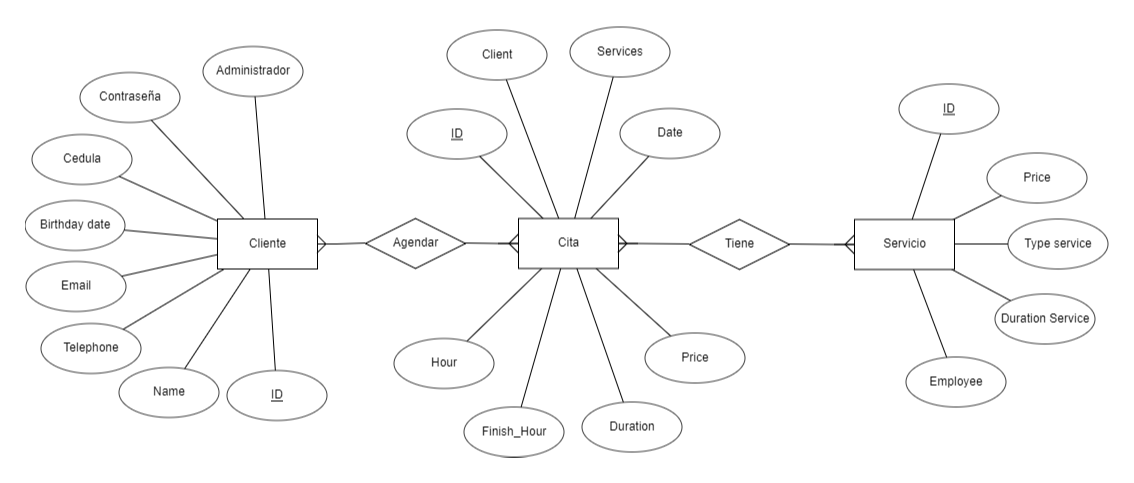 Client
Services
Administrador
Contraseña
ID
ID
Date
Cedula
Price
Birthday date
Cliente
Agendar
Cita
Tiene
Servicio
Type service
Email
Duration Service
Telephone
Hour
Price
Name
ID
Employee
Finish_Hour
Duration